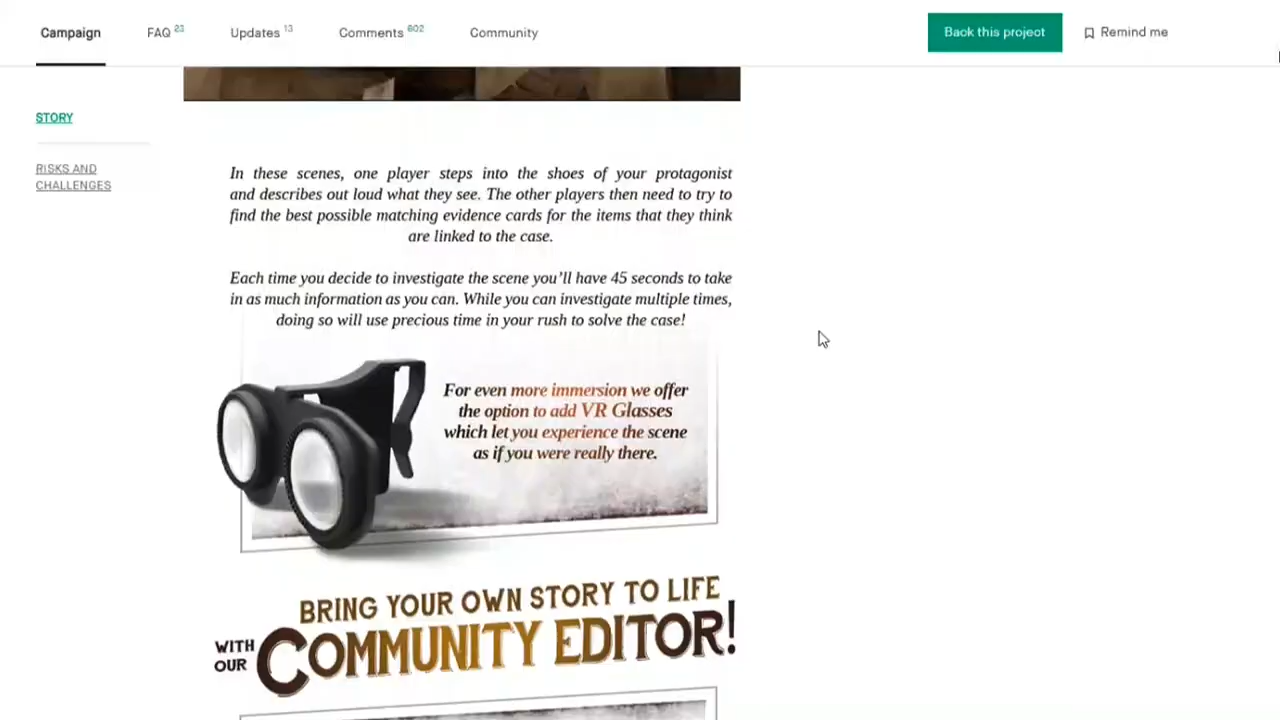 Campaign
FAQ 23
Updates 13
Comments 602
Community
Back this project
Remind me
STORY
RISKS AND
CHALLENGES
In these scenes, one player steps into the shoes of your protagonist
and describes out loud what they see. The other players then need to try to
find the best possible matching evidence cards for the items that they think
are linked to the case.
Each time you decide to investigate the scene you’ll have 45 seconds to take
in as much information as you can. While you can investigate multiple times,
doing so will use precious time in your rush to solve the case!
For even more immersion we offer
the option to add VR Glasses
which let you experience the scene
as if you were really there.
BRING YOUR OWN STORY TO LIFE
WITH OUR COMMUNITY EDITOR!